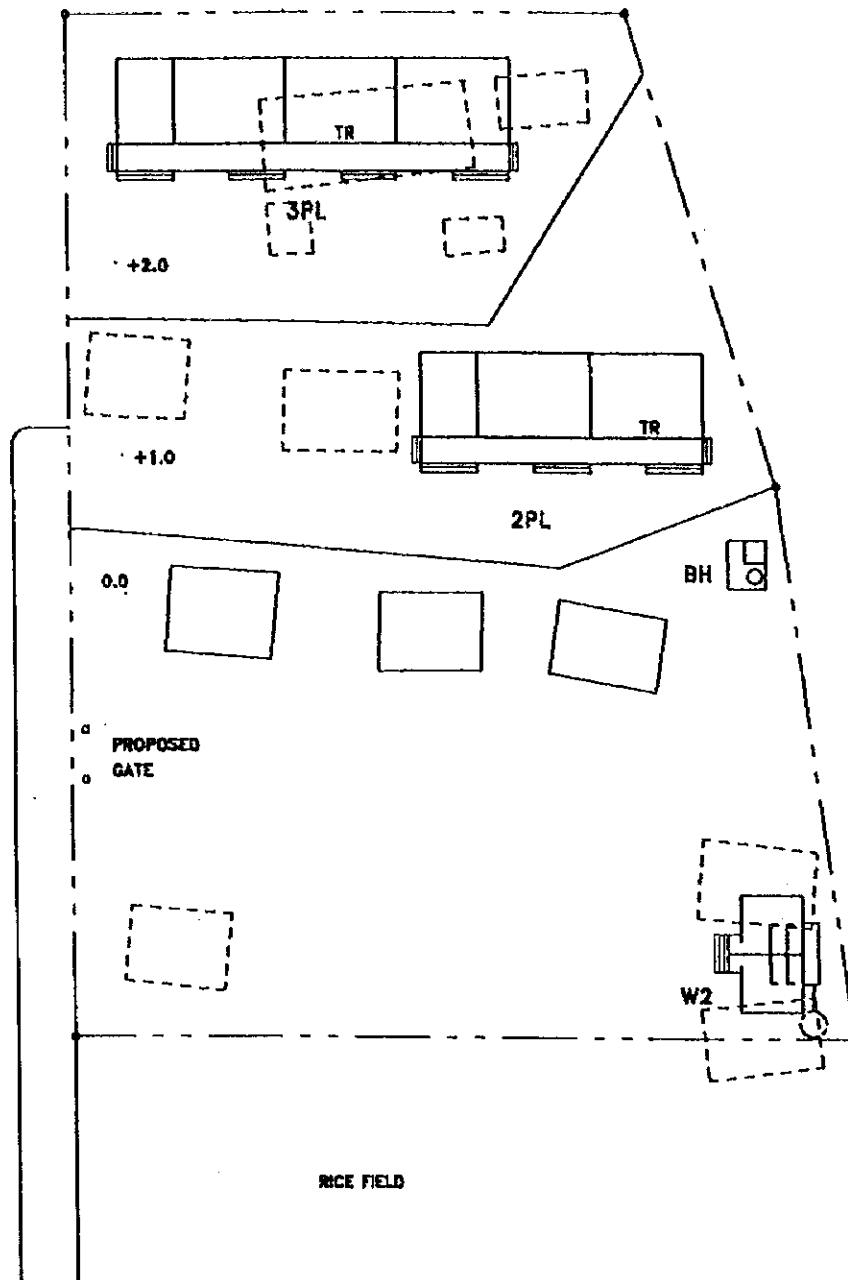 TR
3PL
+2.0
TR
+1.0
2PL
0.0
BH
PROPOSED
GATE
W2
RICE FIELD